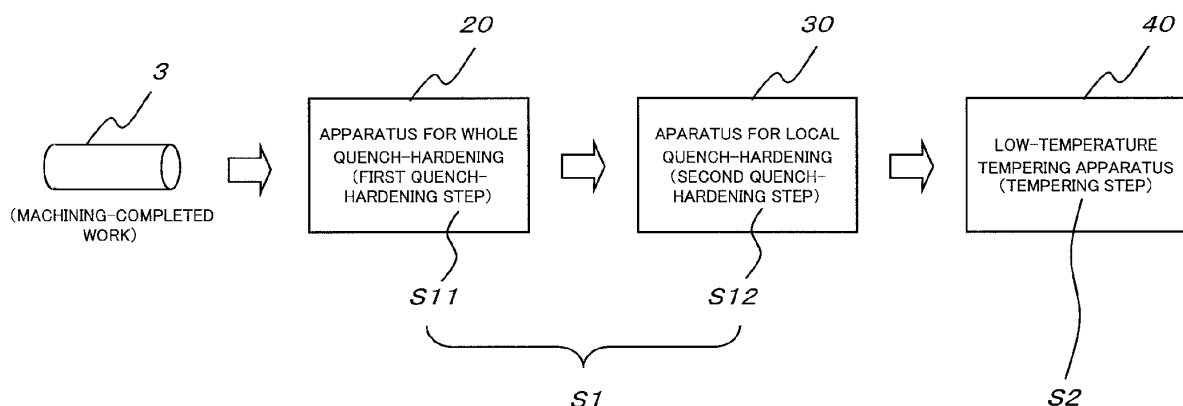 20
30
40
3
APPARATUS FOR WHOLE
QUENCH-HARDENING
(FIRST QUENCH-
HARDENING STEP)
APARATUS FOR LOCAL
QUENCH-HARDENING
(SECOND QUENCH-
HARDENING STEP)
LOW-TEMPERATURE
TEMPERING APPARATUS
(TEMPERING STEP)
(MACHINING-COMPLETED
WORK)
S11
S12
S1
S2